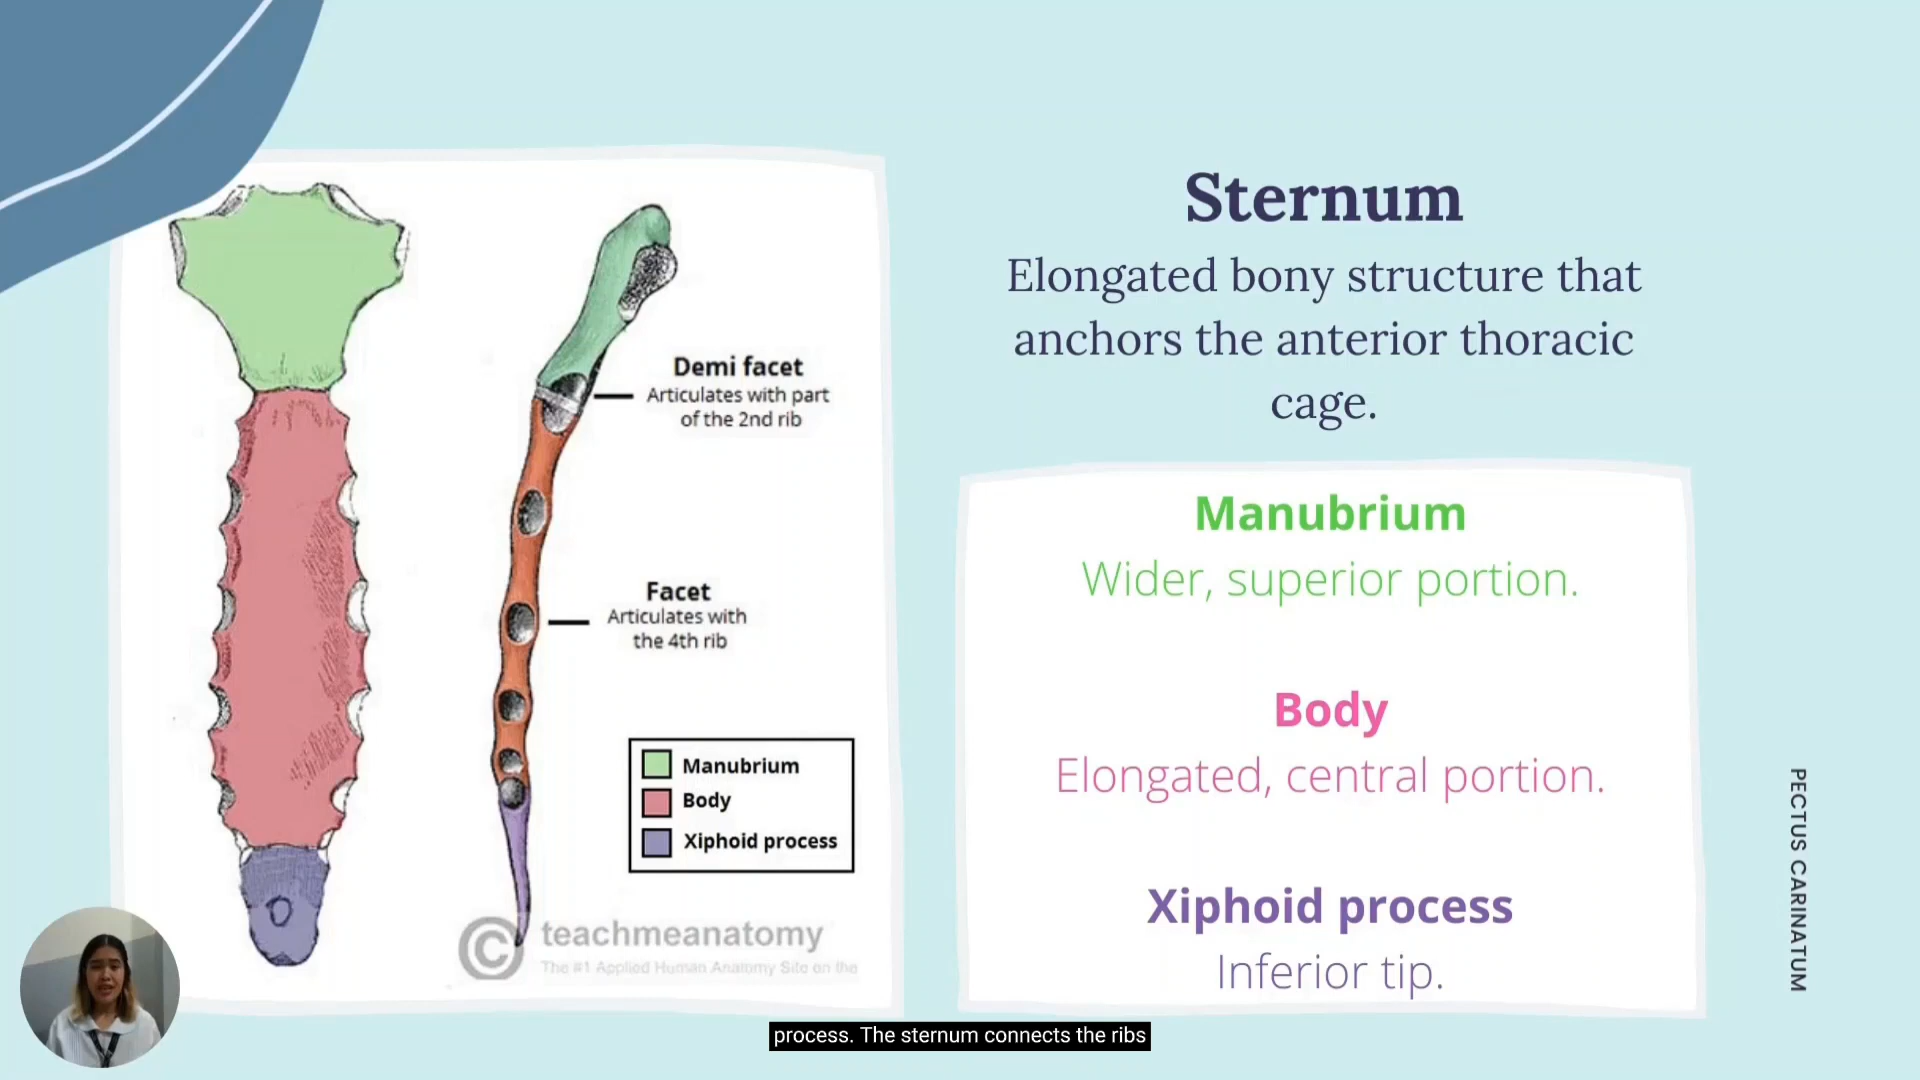 Sternum
Elongated bony structure that
anchors the anterior thoracic
cage.
Demi facet
Articulates with part
of the 2nd rib
Facet
Articulates with
the 4th rib
Manubrium
Body
Xiphoid process
© teachmeanatomy
The #1 Applied Human Anatomy Site on the
Manubrium
Wider, superior portion.
Body
Elongated, central portion.
Xiphoid process
Inferior tip.
PECTUS CARINATUM
process. The sternum connects the ribs